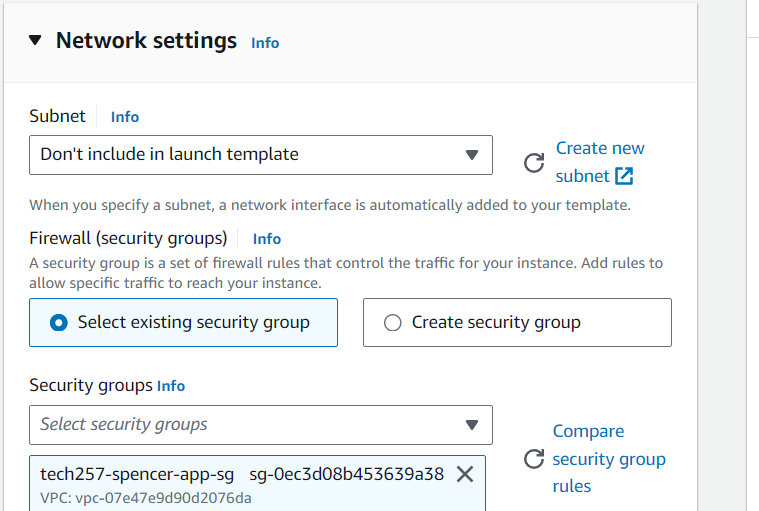 Network settings Info
Subnet Info
Don't include in launch template
Create new
subnet
When you specify a subnet, a network interface is automatically added to your template.
Firewall (security groups) Info
A security group is a set of firewall rules that control the traffic for your instance. Add rules to
allow specific traffic to reach your instance.
Select existing security group
Create security group
Security groups Info
Select security groups
Compare
security group
rules
tech257-spencer-app-sg sg-0ec3d08b453639a38
VPC: vpc-07e47e9d90d2076da